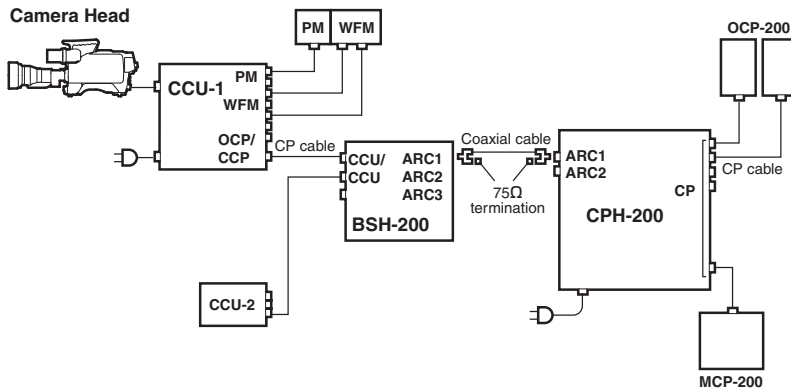 Camera Head
PM
WFM
CCU-1
PM
WFM
OCP/
CCP
CP cable
CCU/
CCU
ARC1
ARC2
ARC3
BSH-200
CCU-2
Coaxial cable
75Ω
termination
ARC1
ARC2
CP
CPH-200
OCP-200
CP cable
MCP-200